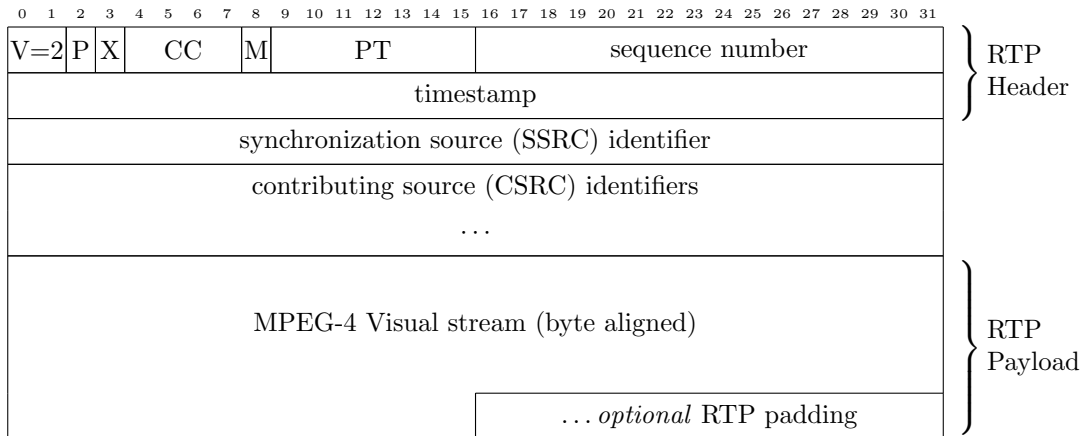 0 1 2 3 4 5 6 7 8 9 10 11 12 13 14 15 16 17 18 19 20 21 22 23 24 25 26 27 28 29 30 31
V=2 P X CC M PT sequence number
RTP
Header
timestamp
synchronization source (SSRC) identifier
contributing source (CSRC) identifiers
...
MPEG-4 Visual stream (byte aligned)
RTP
Payload
... optional RTP padding